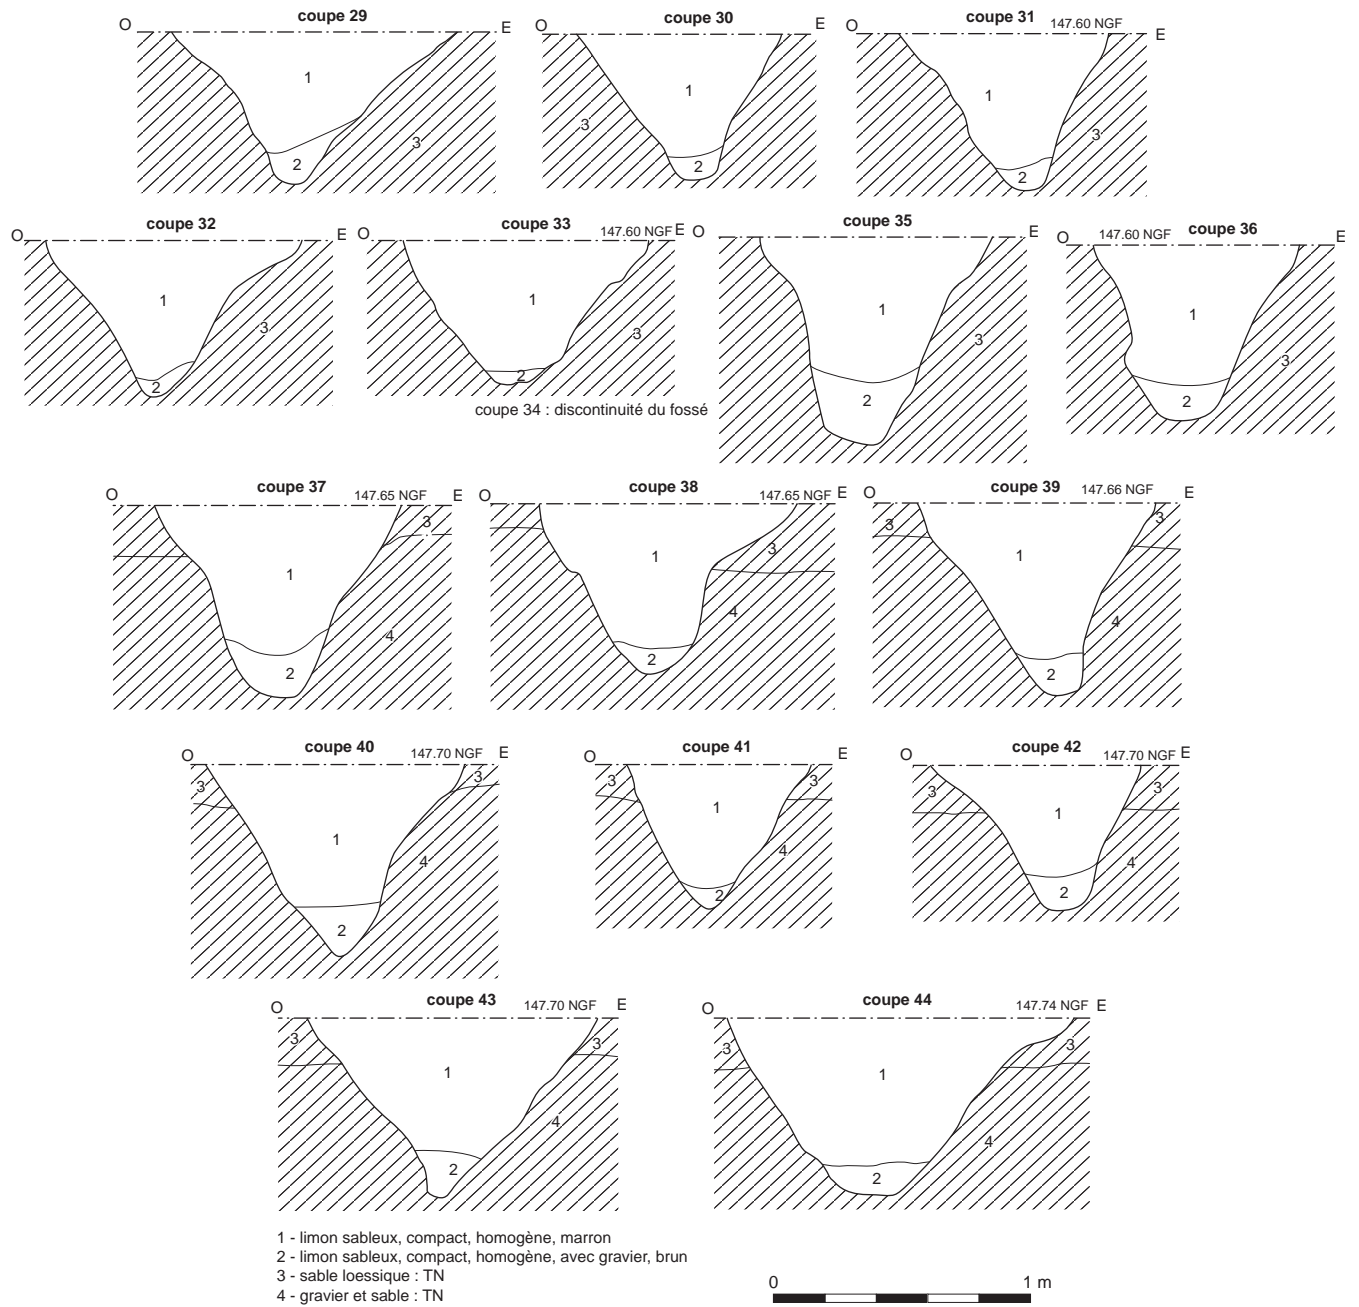 coupe 29
O
E
1
2
3
coupe 30
O
E
1
2
3
coupe 31
147.60 NGF
O
E
1
2
3
coupe 32
O
E
1
2
3
coupe 33
147.60 NGF
O
E
1
2
3
coupe 34 : discontinuité du fossé
coupe 35
O
E
1
2
3
147.60 NGF
coupe 36
O
E
1
2
3
coupe 37
147.65 NGF
O
E
3
1
4
2
coupe 38
147.65 NGF
O
E
1
3
4
2
coupe 39
147.66 NGF
O
E
3
3
1
4
2
coupe 40
147.70 NGF
O
E
3
3
1
4
2
coupe 41
O
E
3
3
1
4
2
coupe 42
147.70 NGF
O
E
3
3
1
4
2
coupe 43
147.70 NGF
O
E
3
3
1
4
2
coupe 44
147.74 NGF
O
E
3
3
1
4
2
1 - limon sableux, compact, homogène, marron
2 - limon sableux, compact, homogène, avec gravier, brun
3 - sable loessique : TN
4 - gravier et sable : TN
0
1 m